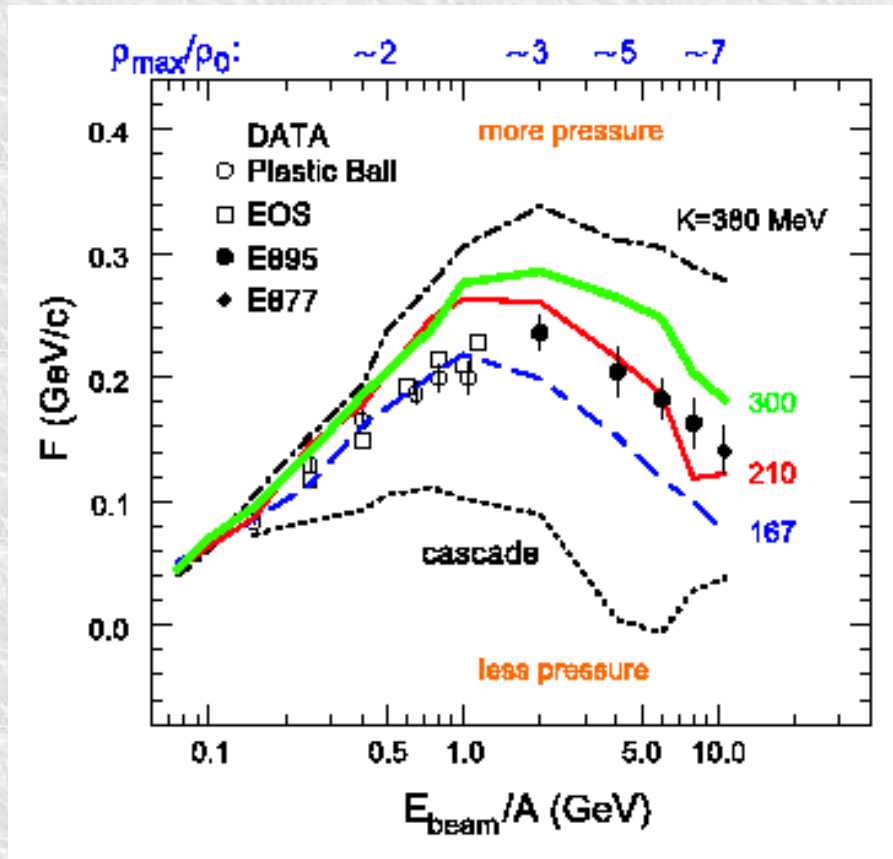 ρmax/ρ0: ~2 ~3 ~5 ~7
0.4
0.3
0.2
0.1
0.0
F (GeV/c)
DATA
Plastic Ball
EOS
E895
E877
more pressure
K=380 MeV
300
210
167
cascade
less pressure
0.1 0.5 1.0 5.0 10.0
Ebeam/A (GeV)